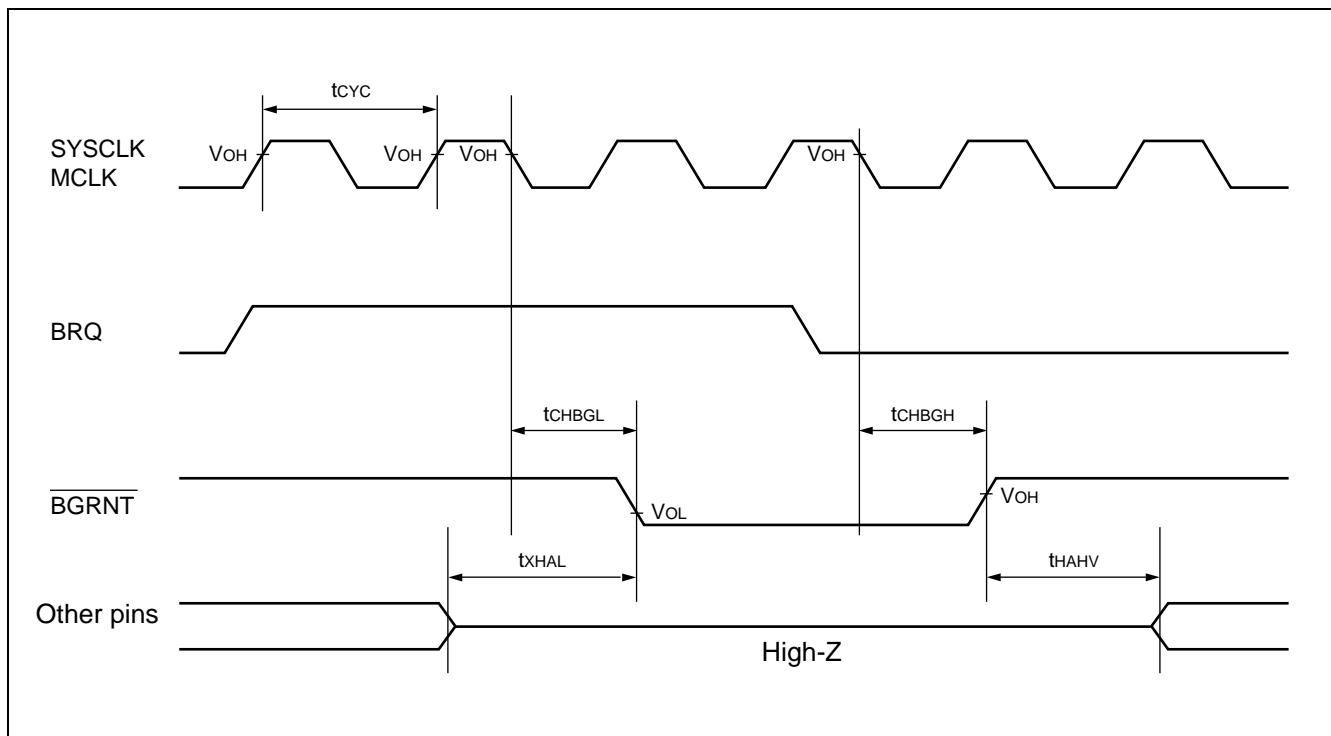 tCYC
SYSCLK
MCLK
VOH
VOH
VOH
VOH
BRQ
tCHBGL
tCHBGH
BGRNT
VOL
VOH
tXHAL
tHAHV
Other pins
High-Z